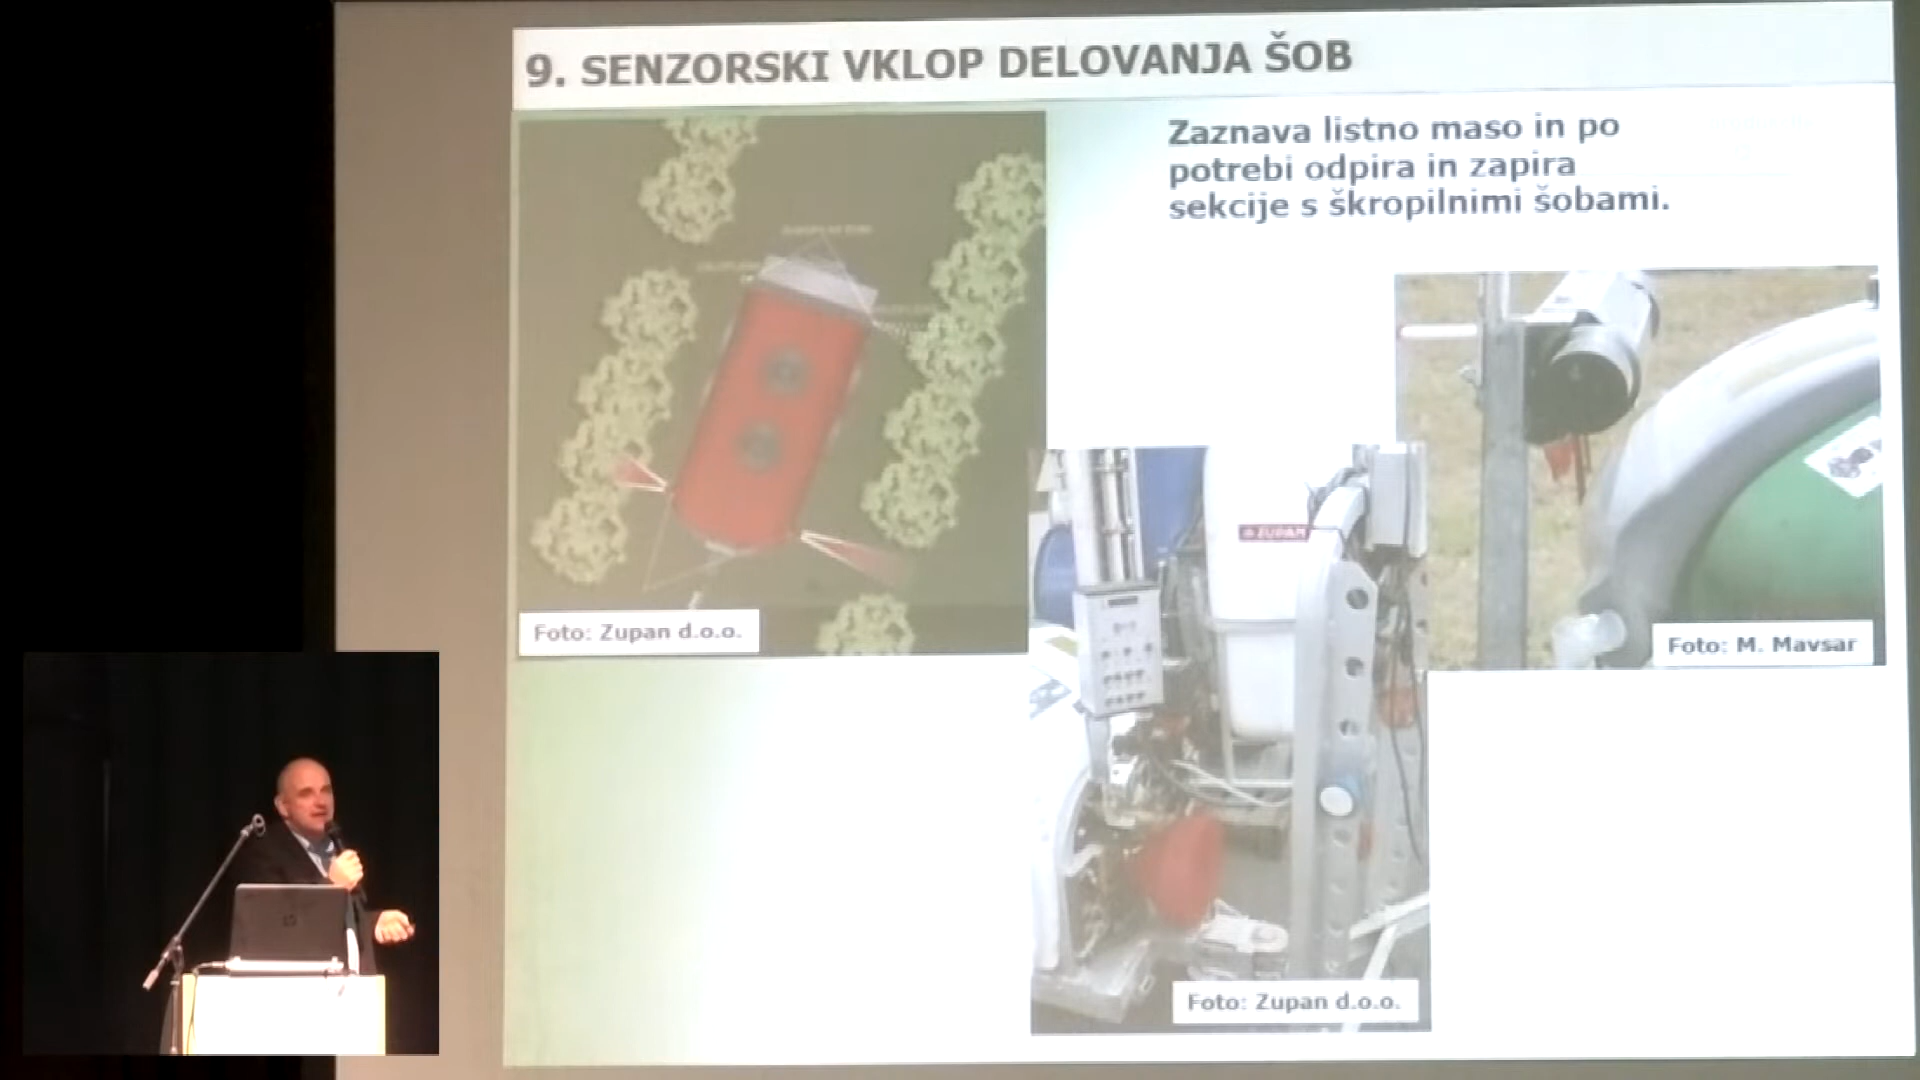 9. SENZORSKI VKLOP DELOVANJA ŠOB
Zaznava listno maso in po
potrebi odpira in zapira
sekcije s škropilnimi šobami.
Foto: Zupan d.o.o.
Foto: M. Mavsar
ZUPAN
Foto: Zupan d.o.o.